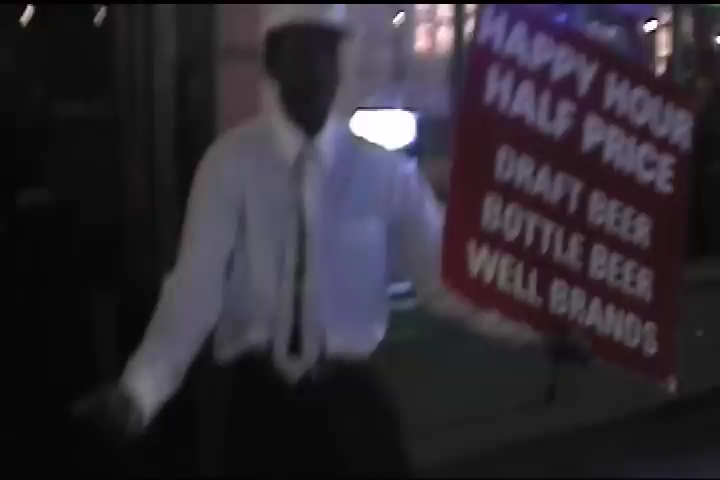 HAPPY HOUR
HALF PRICE
DRAFT BEER
BOTTLE BEER
WELL BRANDS